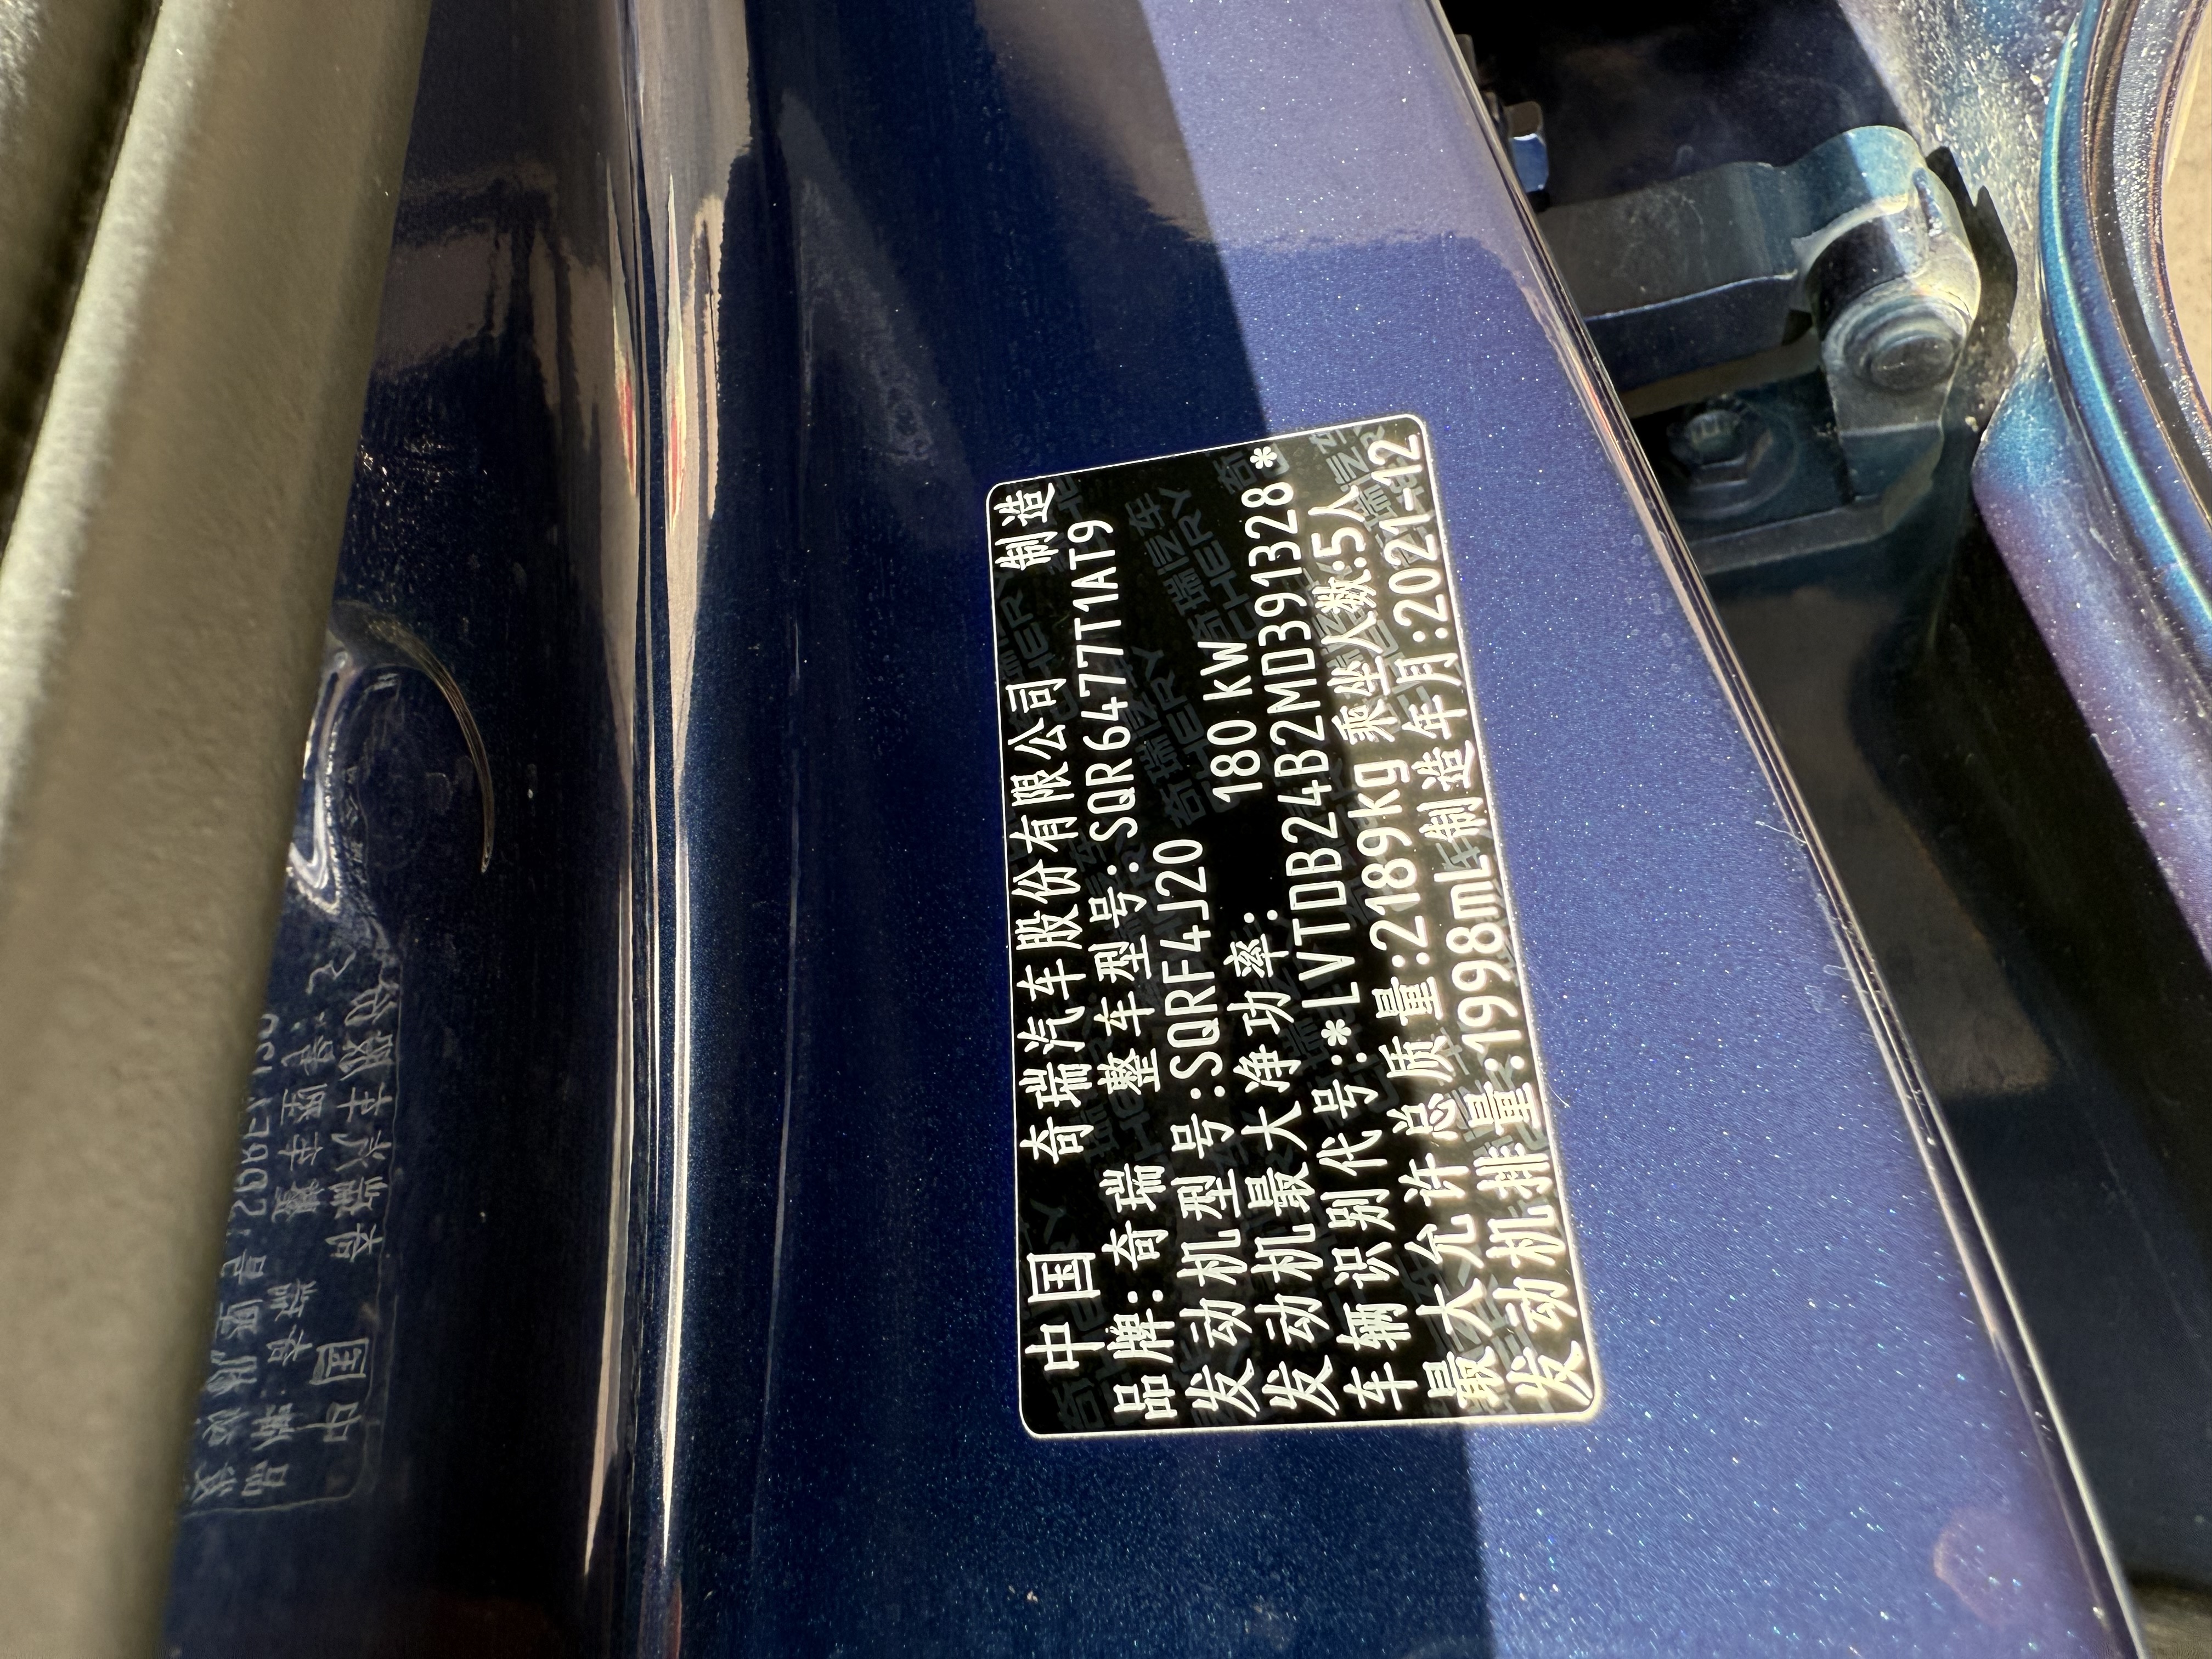 中国 奇瑞汽车股份有限公司 制造
品牌:奇瑞 整车型号:SQR6477T1AT9
发动机型号:SQRF4J20
发动机最大净功率: 180 kW
车辆识别代号:*LVTDB24B2MD391328*
最大允许总质量:2189kg 乘坐人数:5人
发动机排量:1998mL 制造年月:2021-12